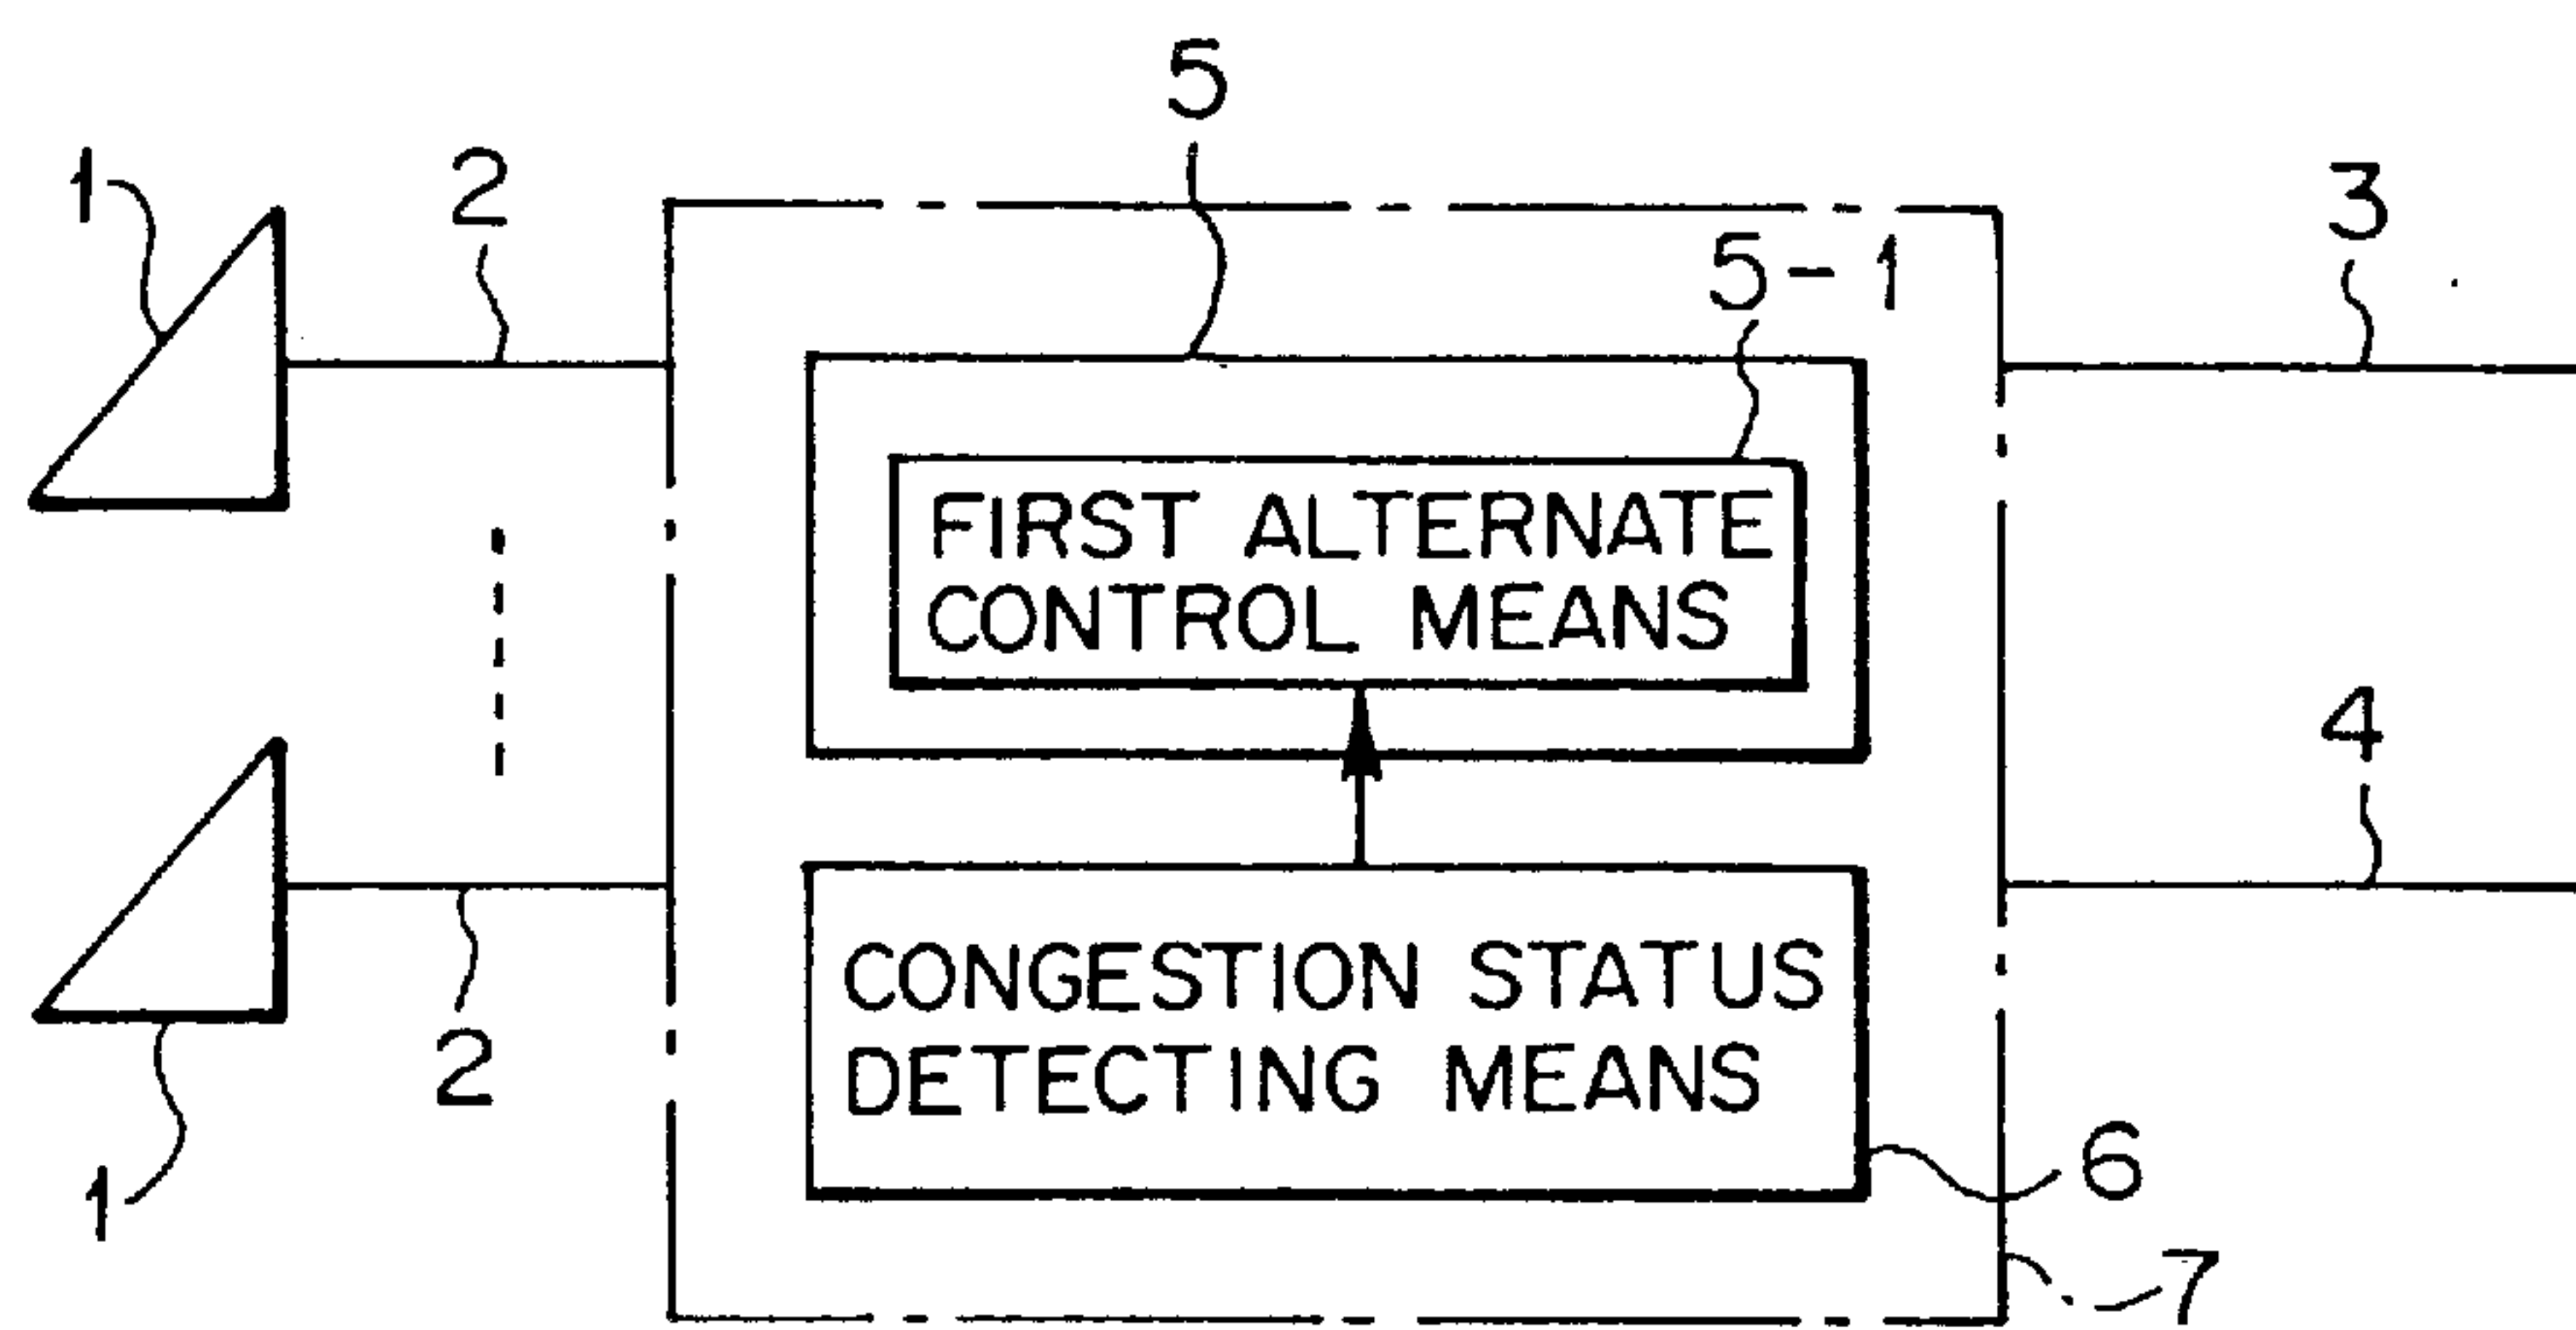 5
1
2
3
5-1
FIRST ALTERNATE
CONTROL MEANS
4
CONGESTION STATUS
DETECTING MEANS
2
1
6
7